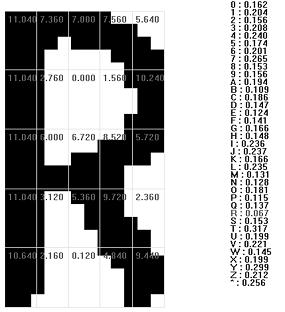 11.040 7.360 7.000 7.560 5.640
11.040 2.760 0.000 1.560 10.240
11.040 6.000 6.720 8.520 5.720
11.040 3.120 5.360 9.720 2.360
10.640 2.160 0.120 4.840 9.440
0 : 0.162
1 : 0.204
2 : 0.156
3 : 0.208
4 : 0.240
5 : 0.174
6 :
7 : 0.265
8 : 0.153
9 : 0.156
A : 0.194
B : 0.109
C : 0.186
D : 0.147
E : 0.124
F : 0.141
G : 0.166
H : 0.148
I : 0.236
J : 0.237
K : 0.166
L : 0.235
M : 0.131
N : 0.128
O : 0.181
P : 0.115
Q : 0.137
R : 0.067
S : 0.153
T : 0.317
U : 0.199
V : 0.221
W : 0.145
X : 0.199
Y : 0.299
Z : 0.212
^ : 0.256